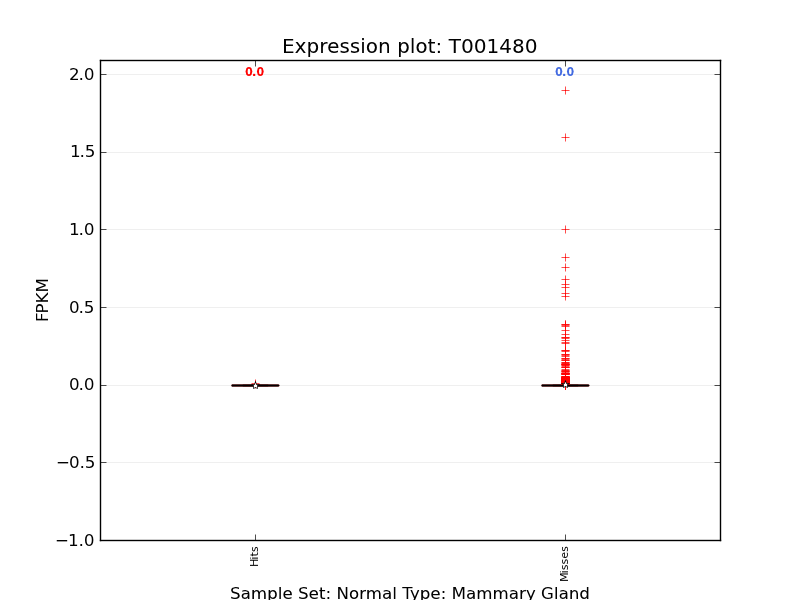 Expression plot: T001480
2.0
1.5
1.0
0.5
0.0
−0.5
−1.0
0.0
0.0
FPKM
Hits
Misses
Sample Set: Normal Type: Mammary Gland